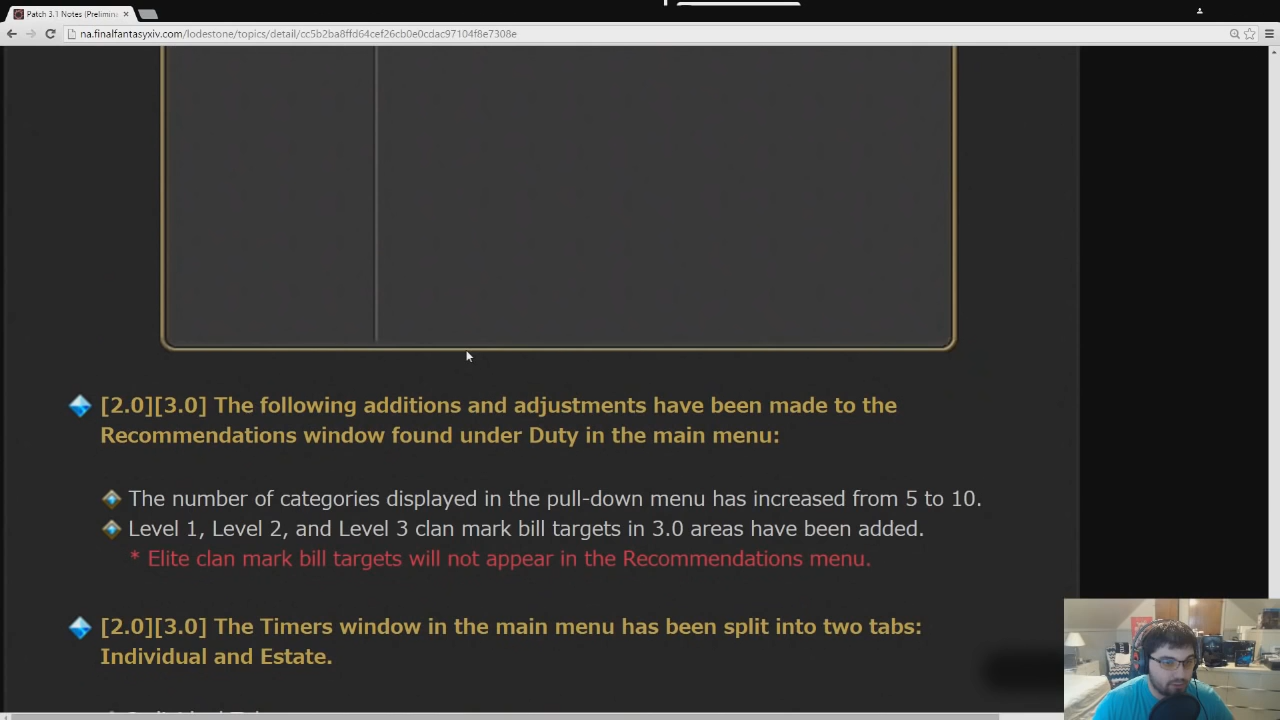 Patch 3.1 Notes (Prelimin
na.finalfantasyxiv.com/lodestone/topics/detail/cc5b2ba8ffd64cef26cb0e0cdac97104f8e7308e
[2.0][3.0] The following additions and adjustments have been made to the
Recommendations window found under Duty in the main menu:
The number of categories displayed in the pull-down menu has increased from 5 to 10.
Level 1, Level 2, and Level 3 clan mark bill targets in 3.0 areas have been added.
* Elite clan mark bill targets will not appear in the Recommendations menu.
[2.0][3.0] The Timers window in the main menu has been split into two tabs:
Individual and Estate.